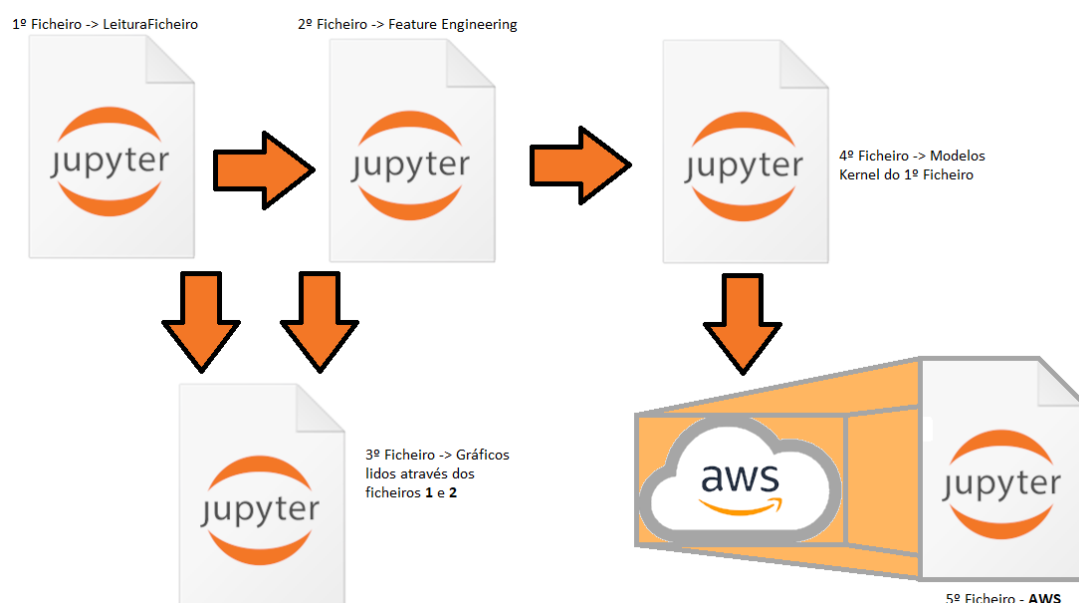 1º Ficheiro -> LeituraFicheiro
2º Ficheiro -> Feature Engineering
jupyter
jupyter
jupyter
4º Ficheiro -> Modelos
Kernel do 1º Ficheiro
3º Ficheiro -> Gráficos
lidos através dos
ficheiros 1 e 2
jupyter
aws
jupyter
5º Ficheiro - AWS